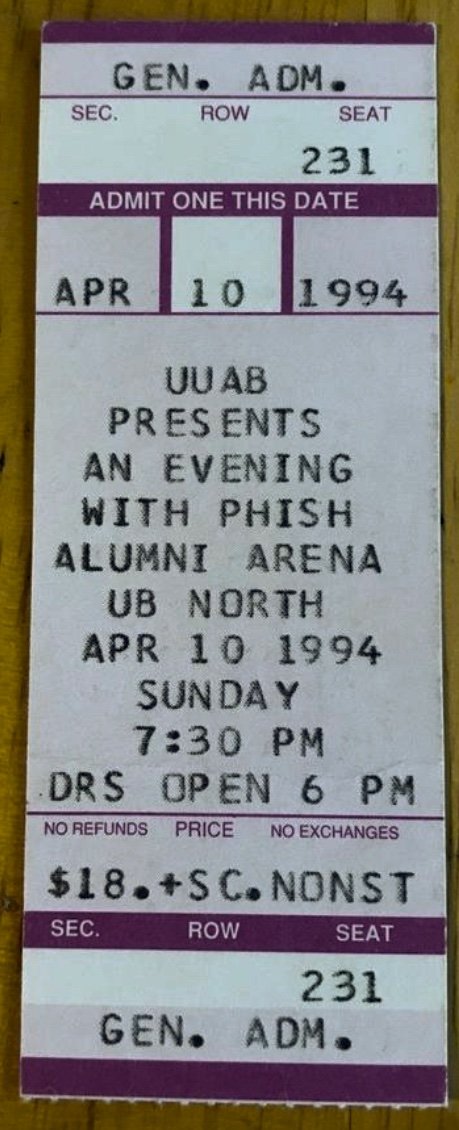 GEN. ADM.
SEC. ROW SEAT
231
ADMIT ONE THIS DATE
APR 10 1994
UUAB
PRESENTS
AN EVENING
WITH PHISH
ALUMNI ARENA
UB NORTH
APR 10 1994
SUNDAY
7:30 PM
DRS OPEN 6 PM
NO REFUNDS PRICE NO EXCHANGES
$18.+SC.NONST
SEC. ROW SEAT
231
GEN. ADM.